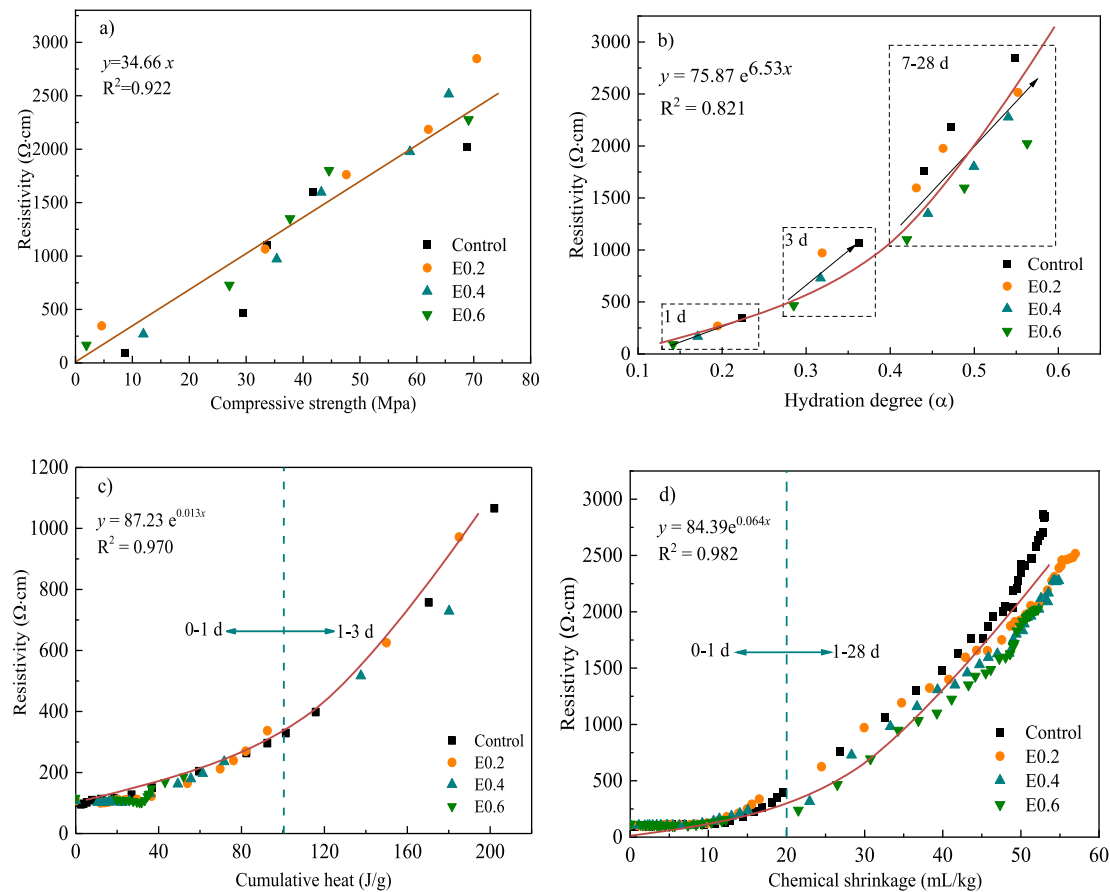 a)
y=34.66 x
R²=0.922
Control
E0.2
E0.4
E0.6
3000
2500
2000
1500
1000
500
0
0 10 20 30 40 50 60 70 80
Resistivity (Ω·cm)
Compressive strength (Mpa)
b)
y = 75.87 e^6.53x
R² = 0.821
7-28 d
3 d
1 d
Control
E0.2
E0.4
E0.6
3000
2500
2000
1500
1000
500
0
0.1 0.2 0.3 0.4 0.5 0.6
Resistivity (Ω·cm)
Hydration degree (α)
c)
y = 87.23 e^0.013x
R² = 0.970
0-1 d 1-3 d
Control
E0.2
E0.4
E0.6
1200
1000
800
600
400
200
0
0 40 80 120 160 200
Resistivity (Ω·cm)
Cumulative heat (J/g)
d)
y = 84.39e^0.064x
R² = 0.982
0-1 d 1-28 d
Control
E0.2
E0.4
E0.6
3000
2500
2000
1500
1000
500
0
0 10 20 30 40 50 60
Resistivty (Ω·cm)
Chemical shrinkage (mL/kg)